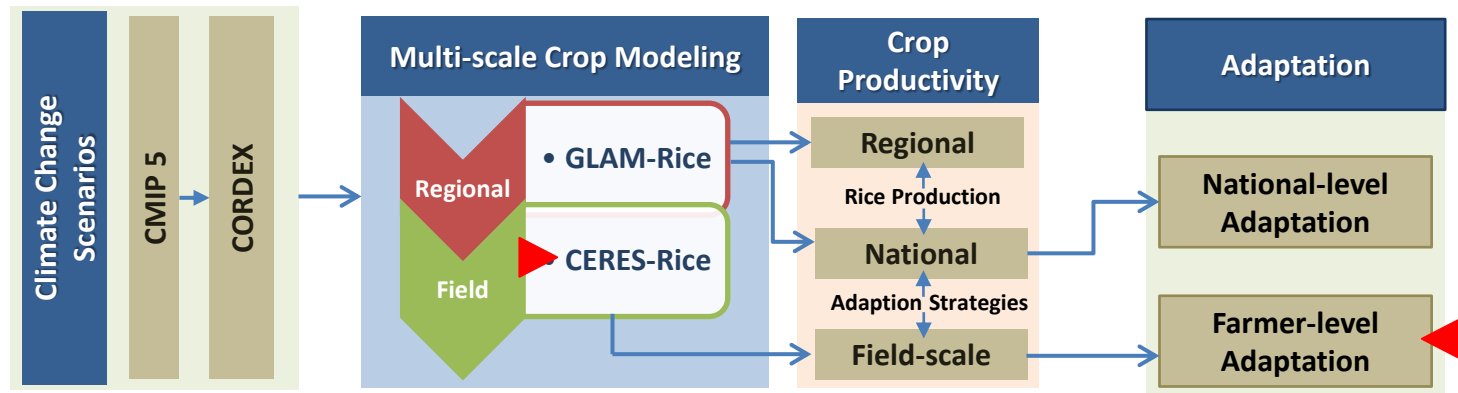 Climate Change
Scenarios
CMIP 5
CORDEX
Multi-scale Crop Modeling
Regional
• GLAM-Rice
Field
• CERES-Rice
Crop
Productivity
Regional
Rice Production
National
Adaption Strategies
Field-scale
Adaptation
National-level
Adaptation
Farmer-level
Adaptation